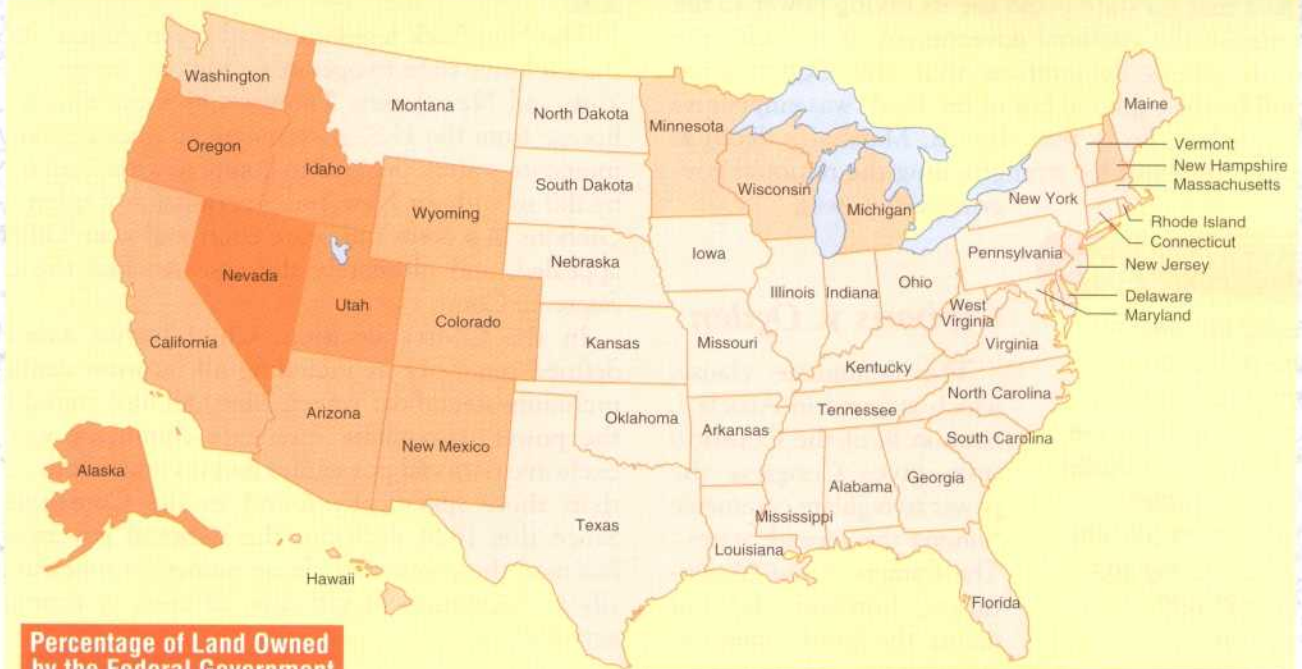 Washington
Montana
North Dakota
Minnesota
Maine
Oregon
Idaho
Vermont
New Hampshire
Massachusetts
Wyoming
South Dakota
Wisconsin
Michigan
New York
Rhode Island
Connecticut
New Jersey
Delaware
Maryland
Nevada
Utah
Colorado
Nebraska
Iowa
Illinois
Indiana
Ohio
Pennsylvania
West
Virginia
Virginia
California
Kansas
Missouri
Kentucky
Arizona
New Mexico
Oklahoma
Arkansas
Tennessee
North Carolina
South Carolina
Alaska
Texas
Louisiana
Mississippi
Alabama
Georgia
Florida
Hawaii
Percentage of Land Owned
by the Federal Government